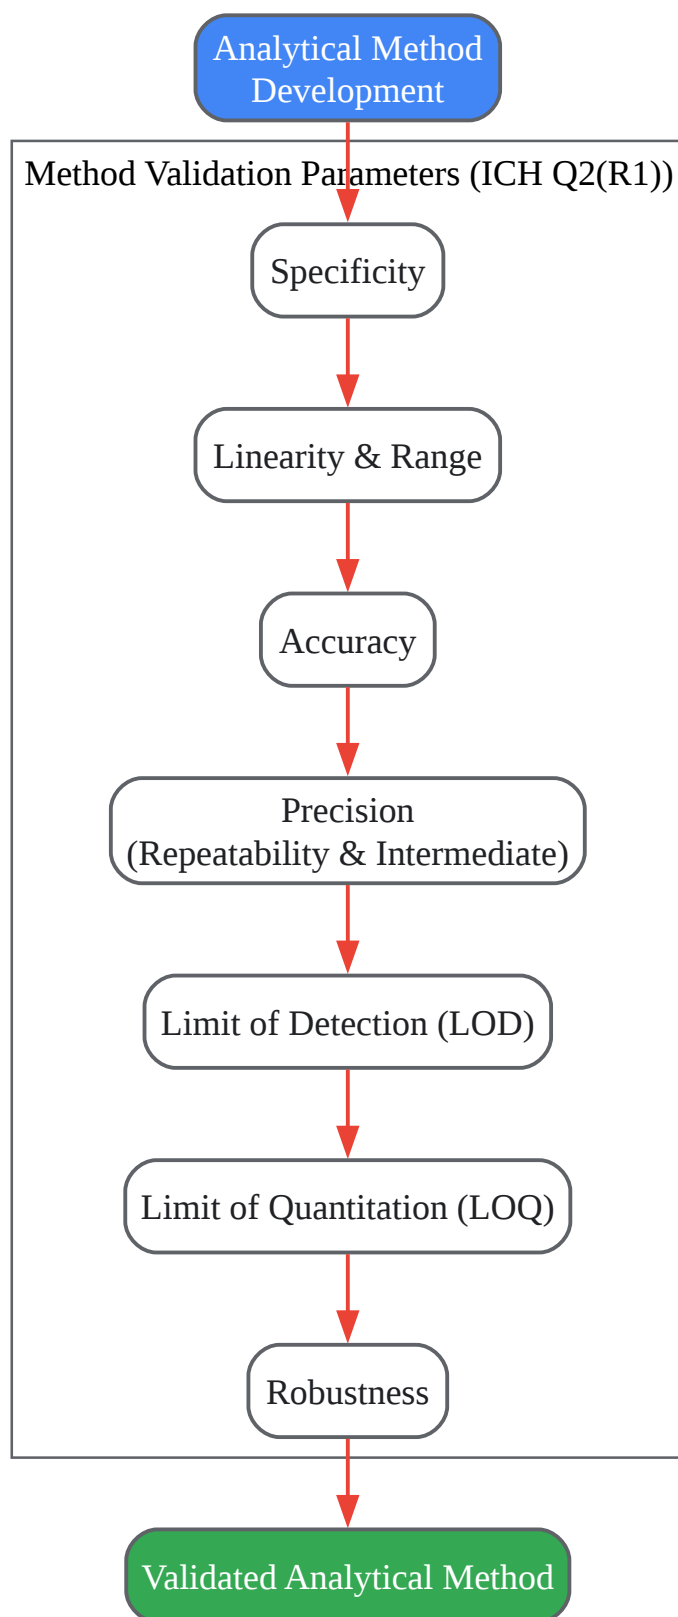 Analytical Method
Development
Method Validation Parameters (ICH Q2(R1))
Specificity
Linearity & Range
Accuracy
Precision
(Repeatability & Intermediate)
Limit of Detection (LOD)
Limit of Quantitation (LOQ)
Robustness
Validated Analytical Method